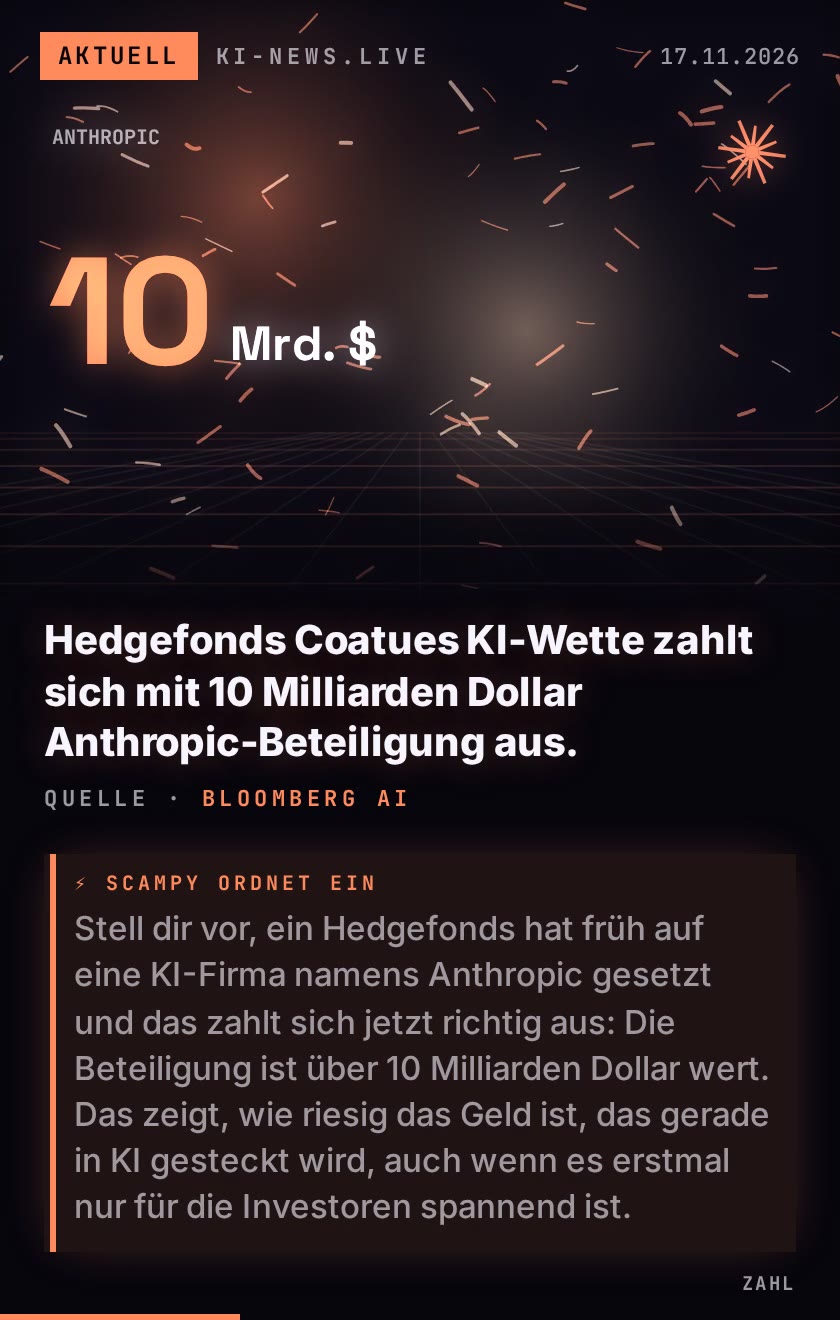 AKTUELL KI-NEWS.LIVE 17.11.2026
ANTHROPIC
10 Mrd. $
Hedgefonds Coatues KI-Wette zahlt
sich mit 10 Milliarden Dollar
Anthropic-Beteiligung aus.
QUELLE · BLOOMBERG AI
⚡ SCAMPY ORDNET EIN
Stell dir vor, ein Hedgefonds hat früh auf
eine KI-Firma namens Anthropic gesetzt
und das zahlt sich jetzt richtig aus: Die
Beteiligung ist über 10 Milliarden Dollar wert.
Das zeigt, wie riesig das Geld ist, das gerade
in KI gesteckt wird, auch wenn es erstmal
nur für die Investoren spannend ist.
ZAHL